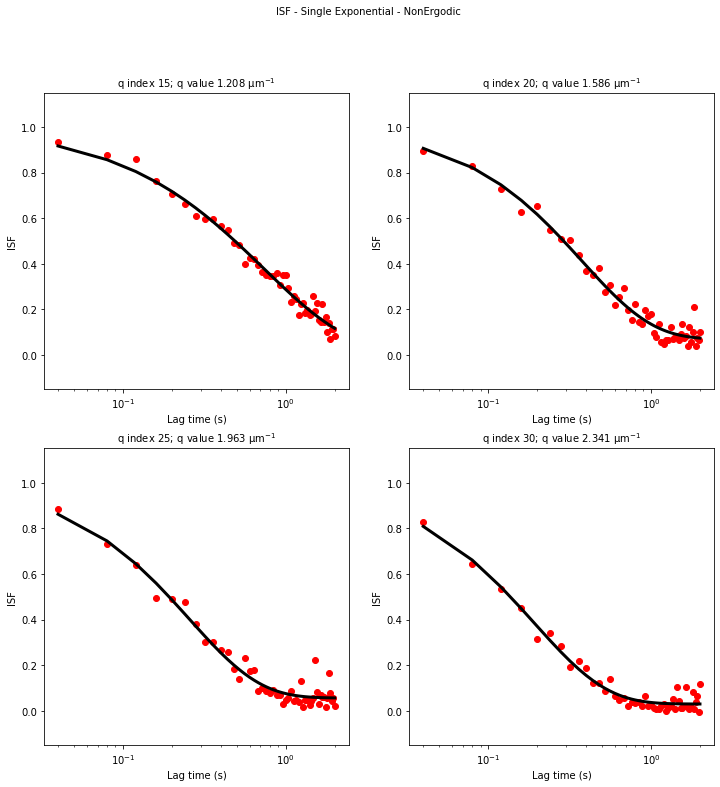 ISF - Single Exponential - NonErgodic
q index 15; q value 1.208 μm⁻¹
q index 20; q value 1.586 μm⁻¹
1.0
0.8
0.6
0.4
0.2
0.0
ISF
10⁻¹
10⁰
Lag time (s)
1.0
0.8
0.6
0.4
0.2
0.0
ISF
10⁻¹
10⁰
Lag time (s)
q index 25; q value 1.963 μm⁻¹
q index 30; q value 2.341 μm⁻¹
1.0
0.8
0.6
0.4
0.2
0.0
ISF
10⁻¹
10⁰
Lag time (s)
1.0
0.8
0.6
0.4
0.2
0.0
ISF
10⁻¹
10⁰
Lag time (s)